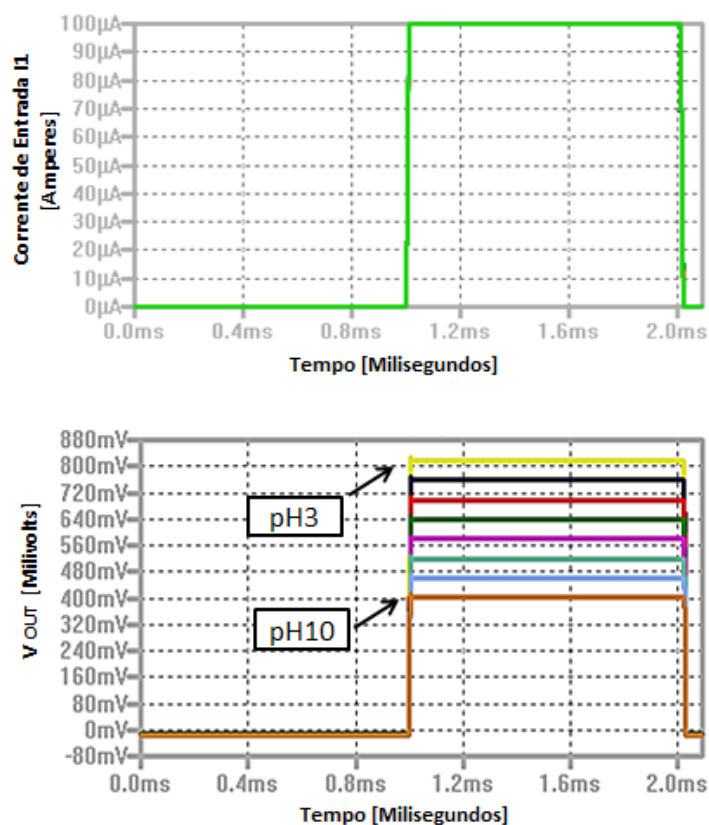 Corrente de Entrada I1
[Amperes]
100µA
90µA
80µA
70µA
60µA
50µA
40µA
30µA
20µA
10µA
0µA
0.0ms 0.4ms 0.8ms 1.2ms 1.6ms 2.0ms
Tempo [Milisegundos]
V OUT [Milivolts]
880mV
800mV
720mV
640mV
560mV
480mV
400mV
320mV
240mV
160mV
80mV
0mV
-80mV
pH3
pH10
0.0ms 0.4ms 0.8ms 1.2ms 1.6ms 2.0ms
Tempo [Milisegundos]